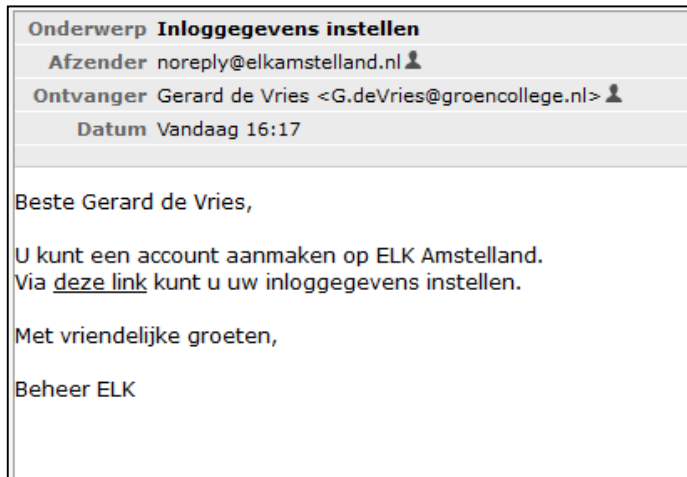 Onderwerp Inloggegevens instellen
Afzender noreply@elkamstelland.nl
Ontvanger Gerard de Vries <G.deVries@groencollege.nl>
Datum Vandaag 16:17
Beste Gerard de Vries,
U kunt een account aanmaken op ELK Amstelland.
Via deze link kunt u uw inloggegevens instellen.
Met vriendelijke groeten,
Beheer ELK